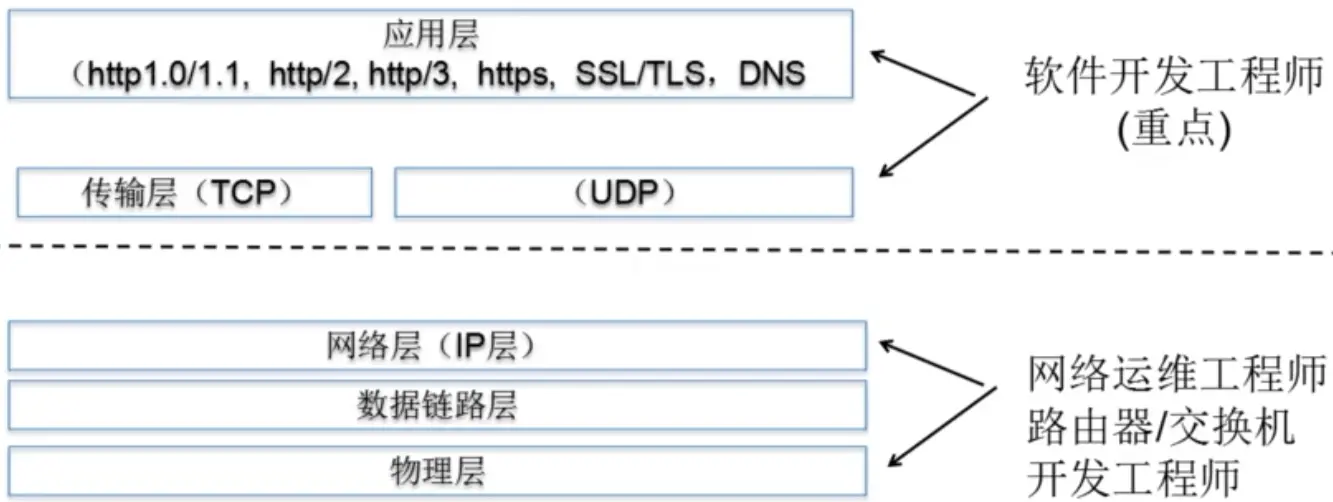 应用层
（http1.0/1.1, http/2, http/3, https, SSL/TLS，DNS
软件开发工程师
(重点)
传输层（TCP）
（UDP）
网络层（IP层）
数据链路层
物理层
网络运维工程师
路由器/交换机
开发工程师